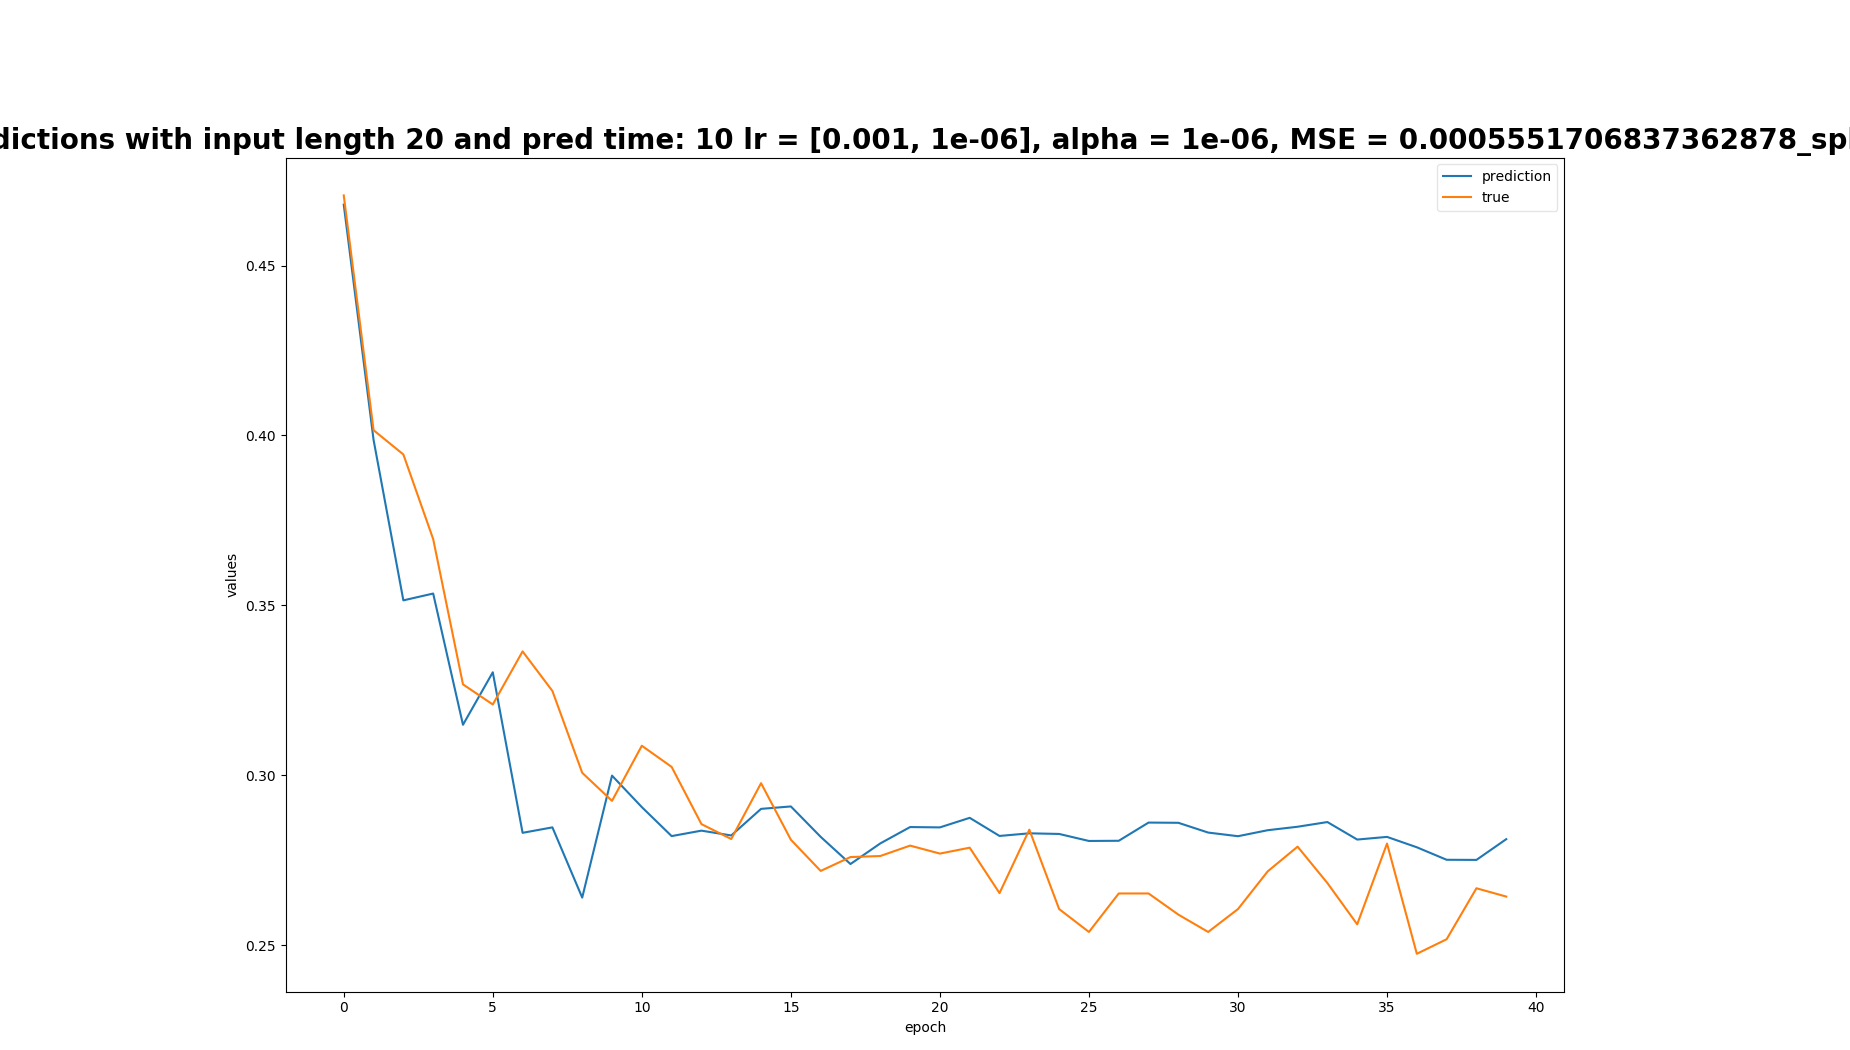 dictions with input length 20 and pred time: 10 lr = [0.001, 1e-06], alpha = 1e-06, MSE = 0.0005551706837362878_spl
prediction
true
0.45
0.40
0.35
0.30
0.25
values
0 5 10 15 20 25 30 35 40
epoch